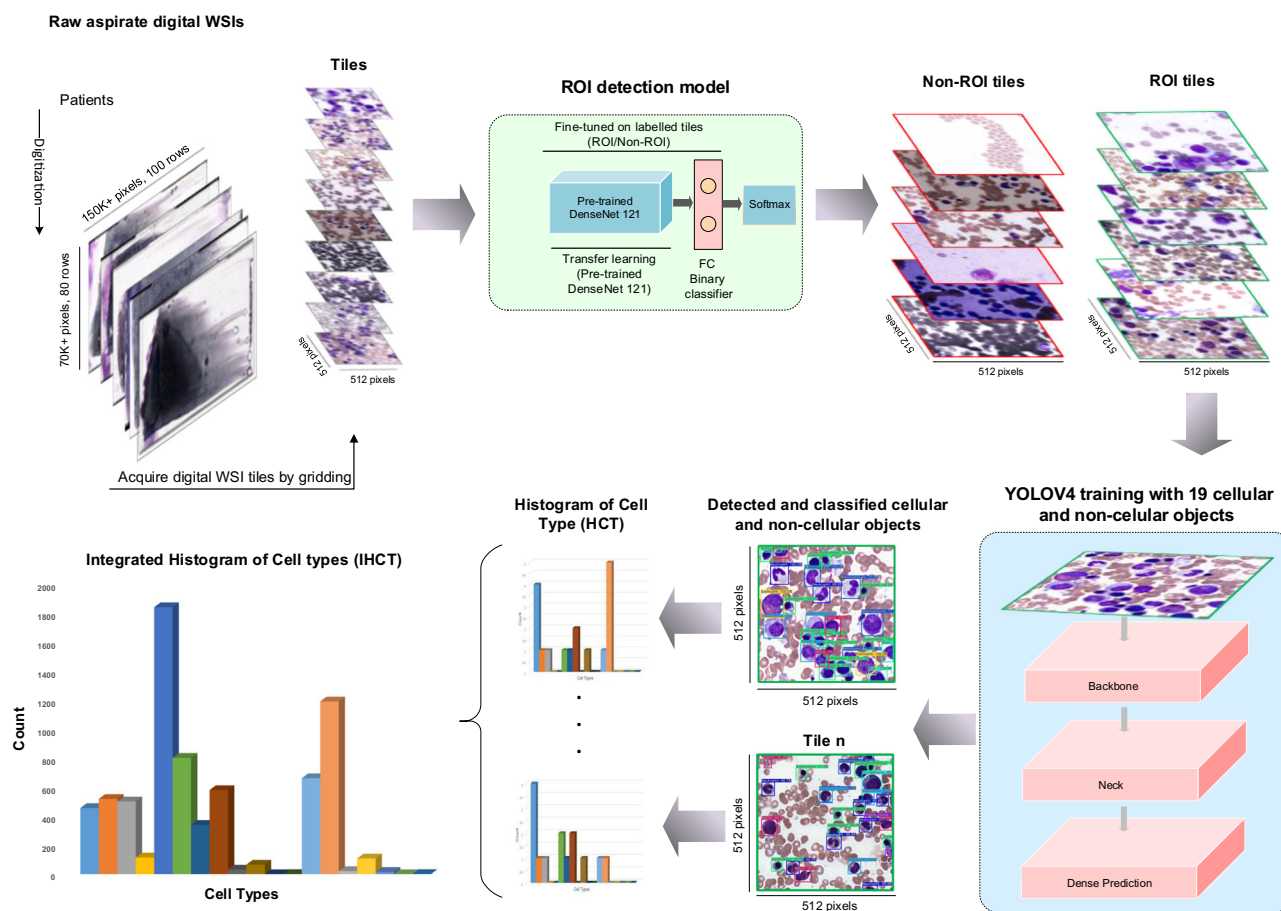 Raw aspirate digital WSIs
Patients
Digitization
150K+ pixels, 100 rows
70K+ pixels, 80 rows
Acquire digital WSI tiles by gridding
Tiles
512 pixels
512 pixels
ROI detection model
Fine-tuned on labelled tiles
(ROI/Non-ROI)
Pre-trained
DenseNet 121
Softmax
Transfer learning
(Pre-trained
DenseNet 121)
FC
Binary
classifier
Non-ROI tiles
512 pixels
512 pixels
ROI tiles
512 pixels
512 pixels
YOLOV4 training with 19 cellular
and non-celular objects
Backbone
Neck
Dense Prediction
Detected and classified cellular
and non-cellular objects
512 pixels
512 pixels
Tile n
512 pixels
512 pixels
Histogram of Cell
Type (HCT)
Cell Types
Cell Types
Integrated Histogram of Cell types (IHCT)
Count
2000
1800
1600
1400
1200
1000
800
600
400
200
0
Cell Types